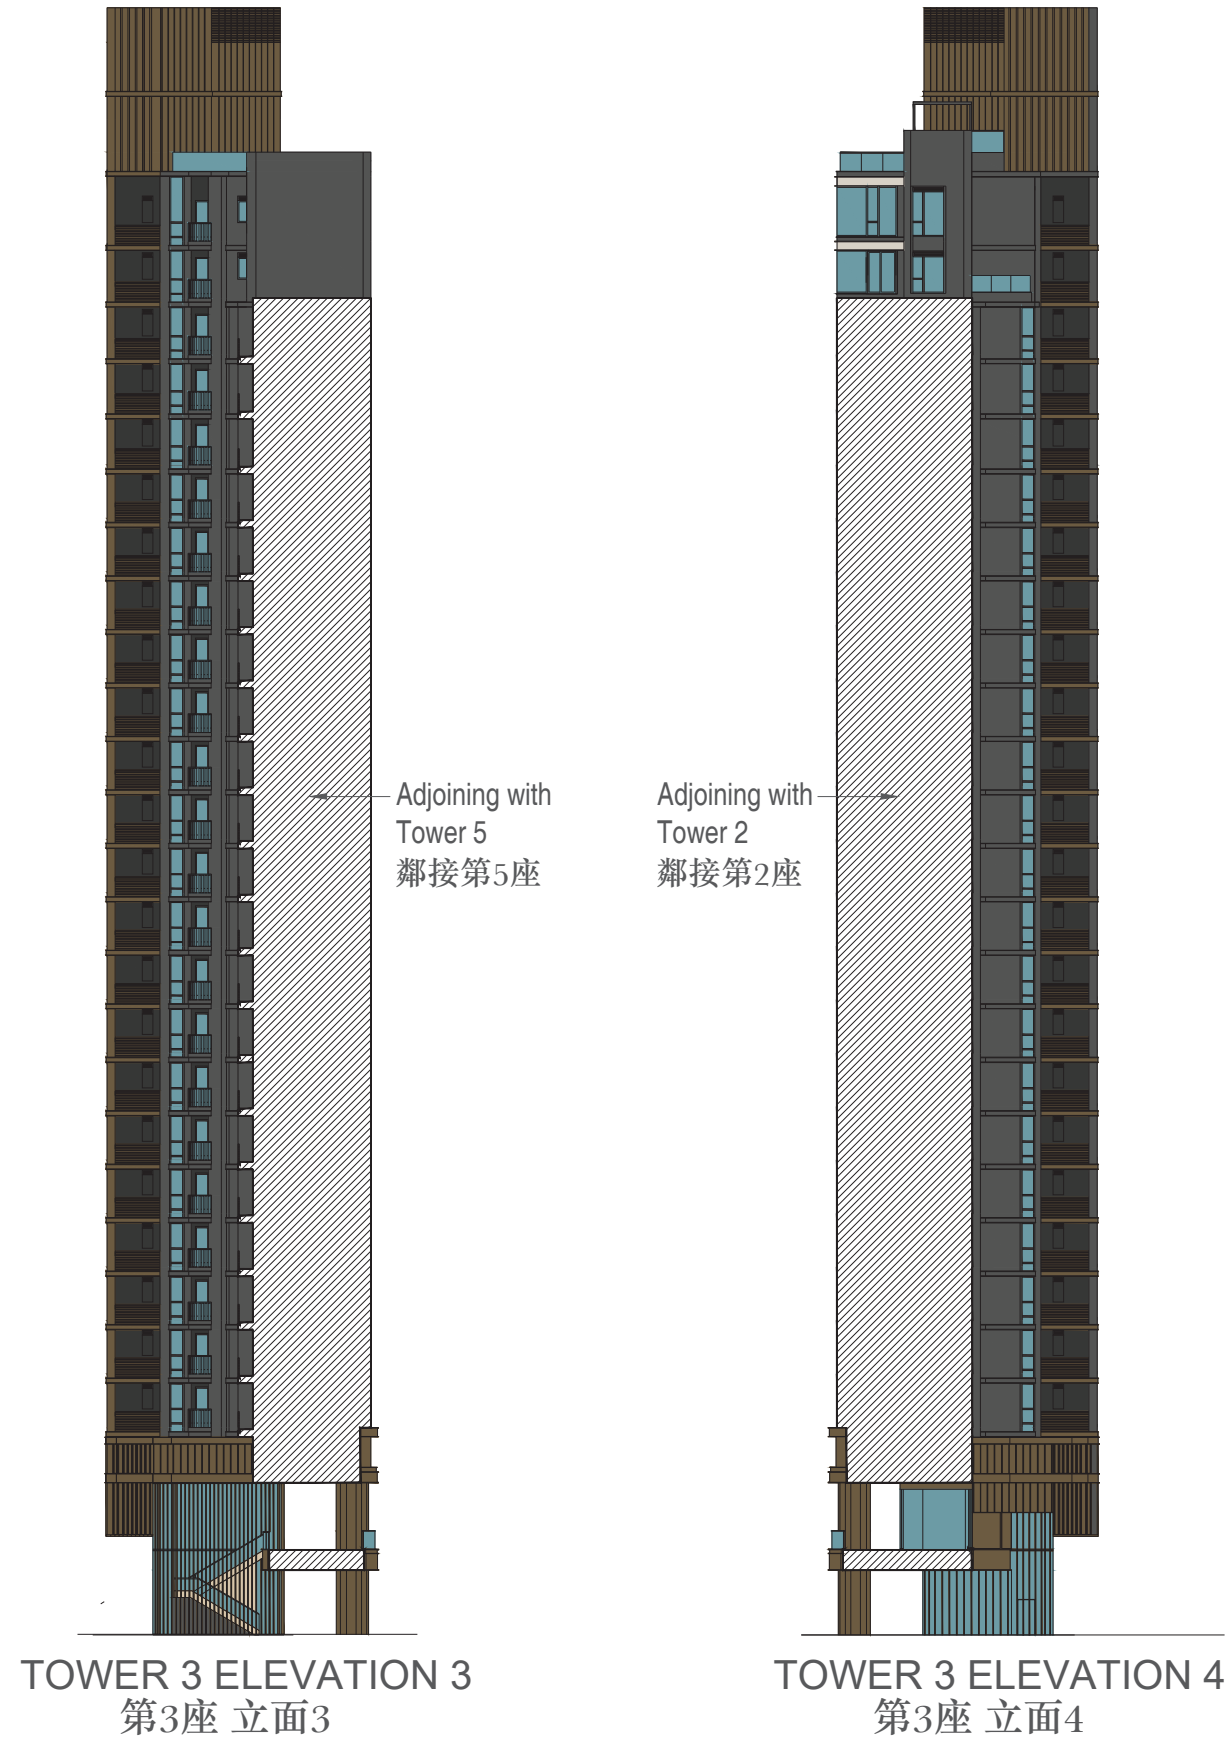 Adjoining with
Tower 5
鄰接第5座
Adjoining with
Tower 2
鄰接第2座
TOWER 3 ELEVATION 3
第3座 立面3
TOWER 3 ELEVATION 4
第3座 立面4